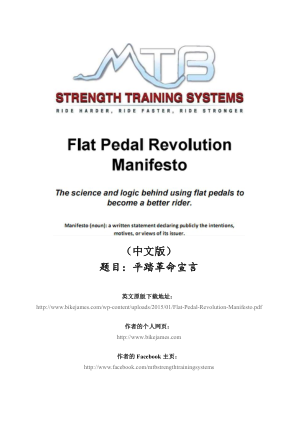 MTB
STRENGTH TRAINING SYSTEMS
RIDE HARDER, RIDE FASTER, RIDE STRONGER
Flat Pedal Revolution
Manifesto
The science and logic behind using flat pedals to
become a better rider.
Manifesto (noun): a written statement declaring publicly the intentions,
motives, or views of its issuer.
（中文版）
题目：平踏革命宣言
英文原版下载地址：
http://www.bikejames.com/wp-content/uploads/2015/01/Flat-Pedal-Revolution-Manifesto.pdf
作者的个人网页：
http://www.bikejames.com
作者的 Facebook 主页：
http://www.facebook.com/mtbstrengthtrainingsystems